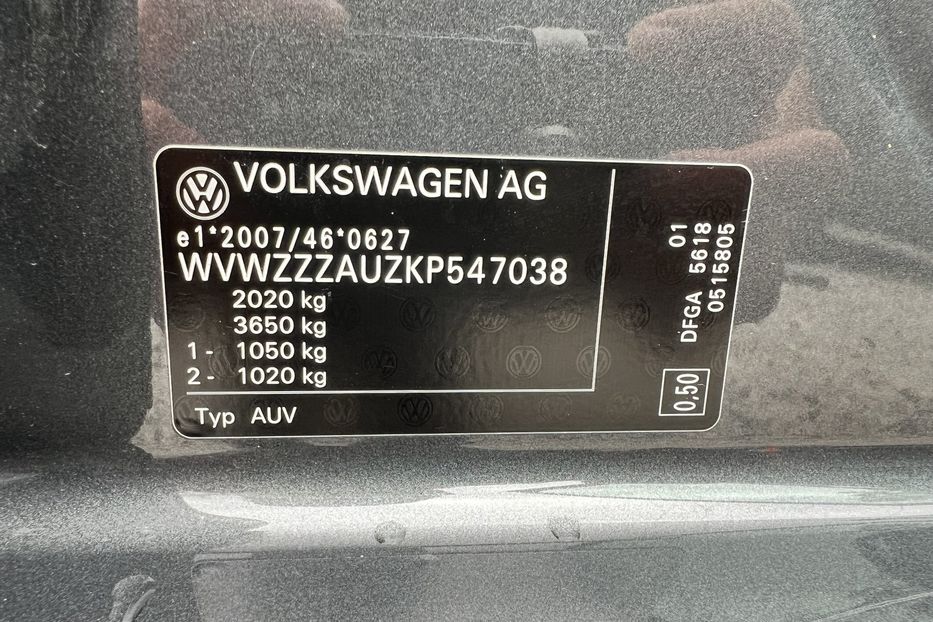 VOLKSWAGEN AG
e1*2007/46*0627
WVWZZZAUZKP547038
2020 kg
3650 kg
1 - 1050 kg
2 - 1020 kg
Typ AUV
01
DFGA 5618
0515805
0,50